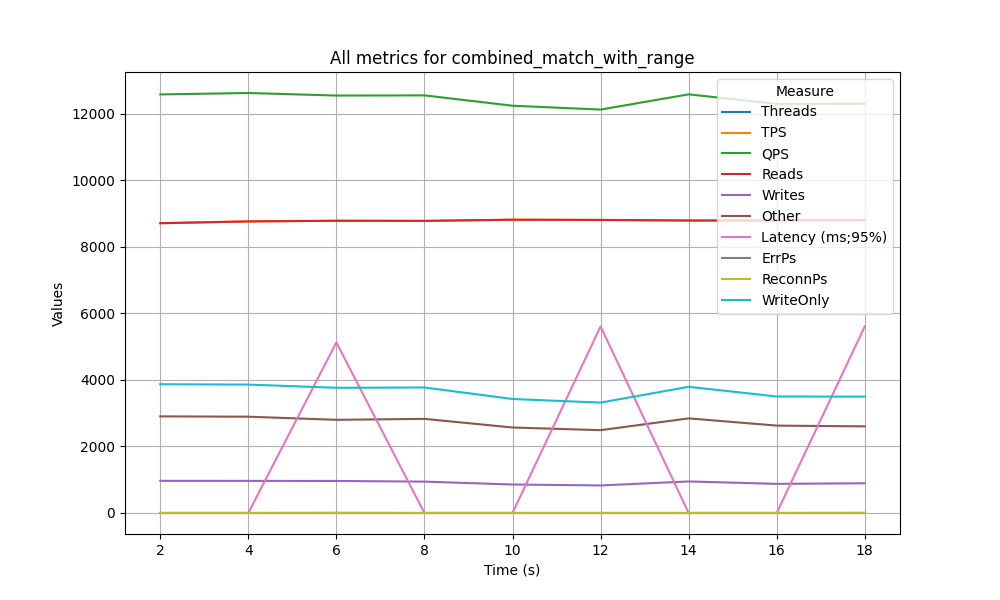 All metrics for combined_match_with_range
Values
12000
10000
8000
6000
4000
2000
0
Measure
Threads
TPS
QPS
Reads
Writes
Other
Latency (ms;95%)
ErrPs
ReconnPs
WriteOnly
2 4 6 8 10 12 14 16 18
Time (s)